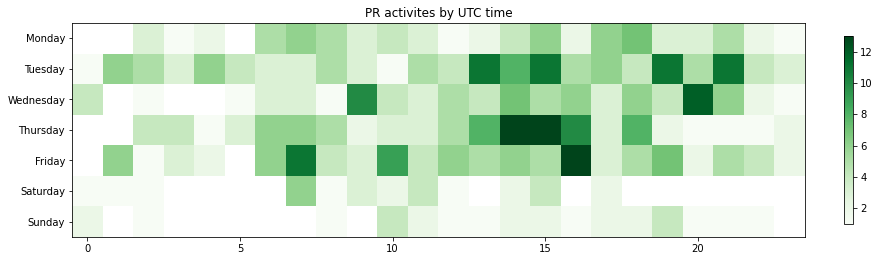 PR activites by UTC time
Monday
Tuesday
Wednesday
Thursday
Friday
Saturday
Sunday
0 5 10 15 20
12
10
8
6
4
2